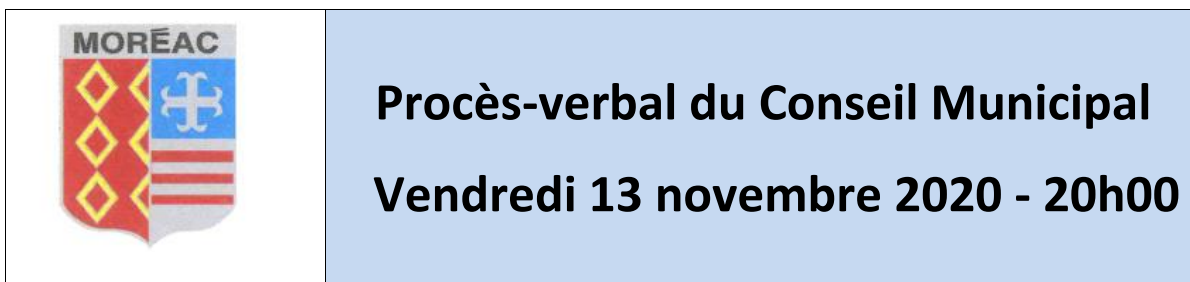 MORÉAC
Procès-verbal du Conseil Municipal
Vendredi 13 novembre 2020 - 20h00